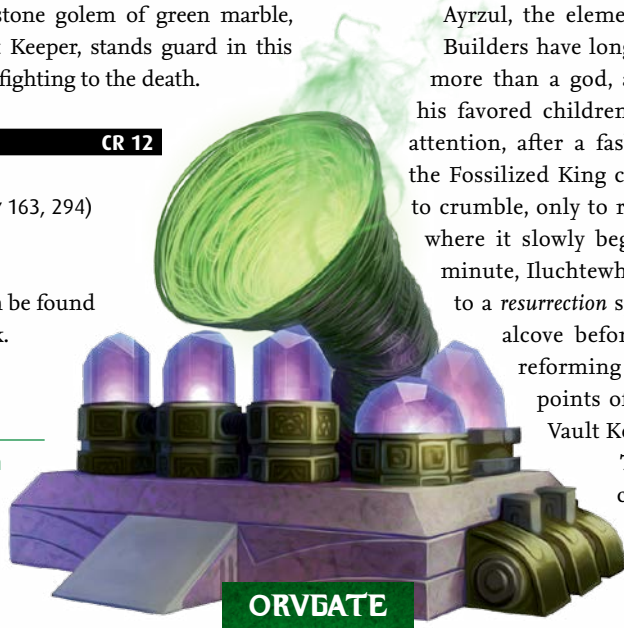 stone golem of green marble,
Keeper, stands guard in this
fighting to the death.
CR 12
163, 294)
be found
Ayrzul, the eleme
Builders have long
more than a god, a
his favored children
attention, after a fas
the Fossilized King c
to crumble, only to r
where it slowly beg
minute, Iluchtewh
to a resurrection s
alcove befor
reforming
points of
Vault Ke
T
ORVGATE